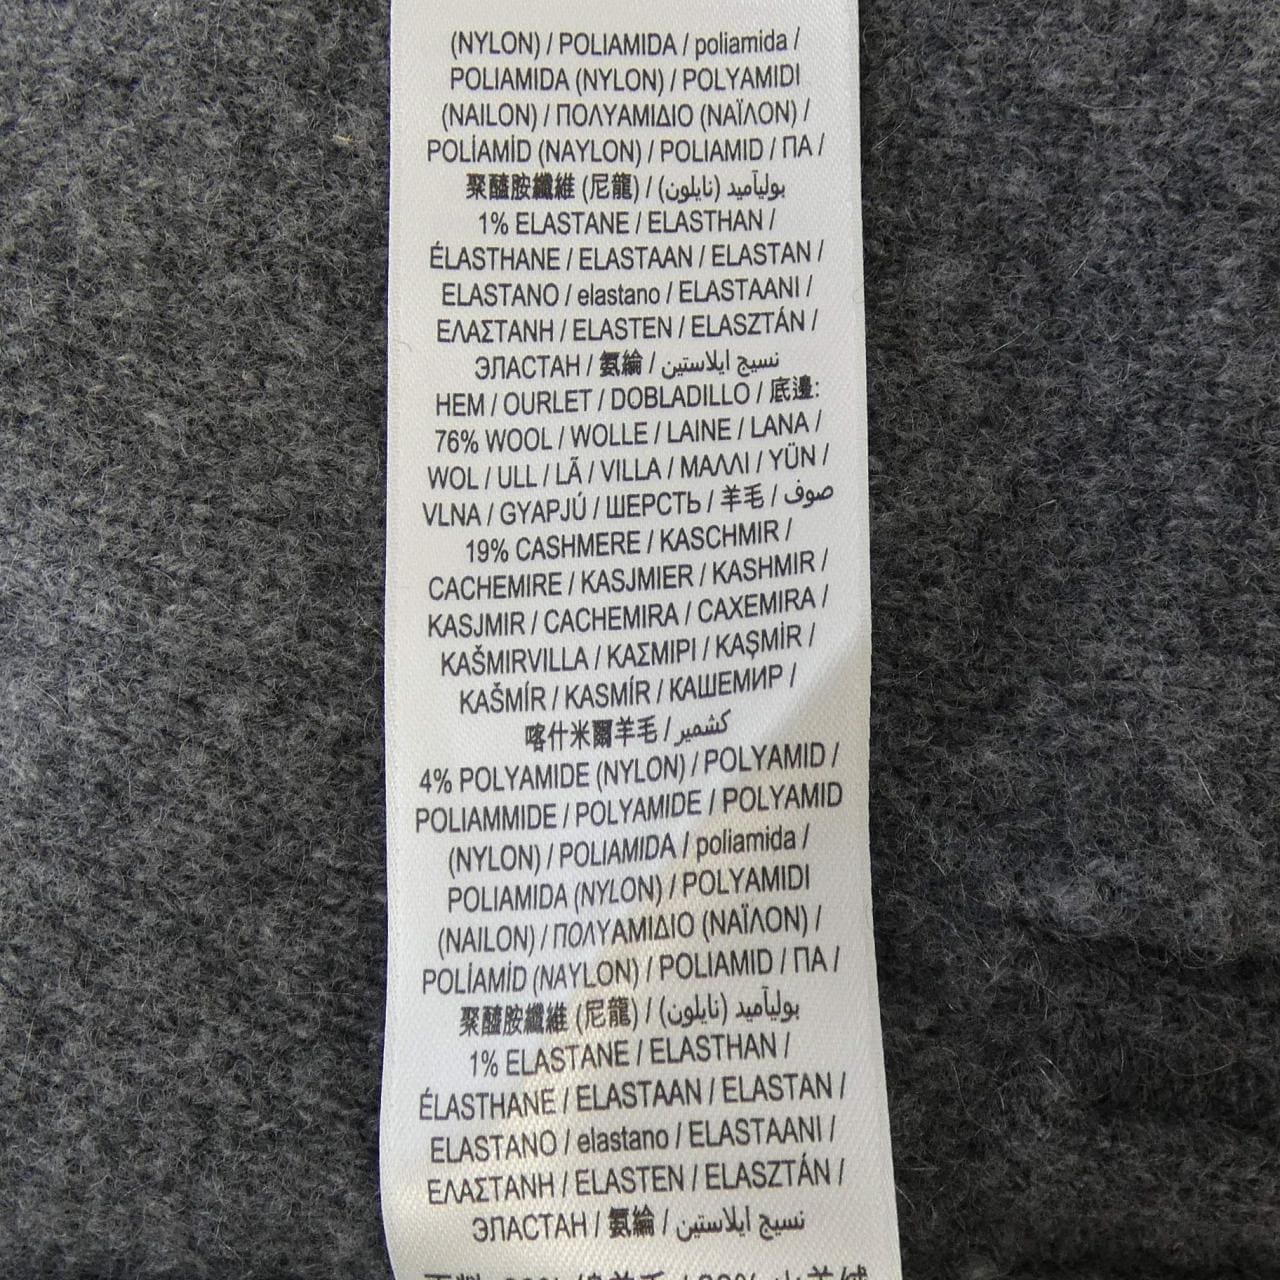 (NYLON) / POLIAMIDA / poliamida /
POLIAMIDA (NYLON) / POLYAMIDI
(NAILON) / ΠΟΛΥΑΜΙΔΙΟ (ΝΑΪΛΟΝ) /
POLİAMİD (NAYLON) / POLIAMID / ПА /
聚醯胺纖維 (尼龍) / بوليآميد (نايلون)
1% ELASTANE / ELASTHAN /
ÉLASTHANE / ELASTAAN / ELASTAN /
ELASTANO / elastano / ELASTAANI /
ΕΛΑΣΤΑΝΗ / ELASTEN / ELASZTÁN /
ЭЛАСТАН / 氨綸 / نسيج ايلاستين
HEM / OURLET / DOBLADILLO / 底邊:
76% WOOL / WOLLE / LAINE / LANA /
WOL / ULL / LÃ / VILLA / ΜΑΛΛΙ / YÜN /
VLNA / GYAPJÚ / ШЕРСТЬ / 羊毛 / صوف
19% CASHMERE / KASCHMIR /
CACHEMIRE / KASJMIER / KASHMIR /
KASJMIR / CACHEMIRA / CAXEMIRA /
KAŠMIRVILLA / ΚΑΣΜΙΡΙ / KAŞMİR /
KAŠMÍR / KASMÍR / КАШЕМИР /
喀什米爾羊毛 / كشمير
4% POLYAMIDE (NYLON) / POLYAMID /
POLIAMMIDE / POLYAMIDE / POLYAMID
(NYLON) / POLIAMIDA / poliamida /
POLIAMIDA (NYLON) / POLYAMIDI
(NAILON) / ΠΟΛΥΑΜΙΔΙΟ (ΝΑΪΛΟΝ) /
POLİAMİD (NAYLON) / POLIAMID / ПА /
聚醯胺纖維 (尼龍) / بوليآميد (نايلون)
1% ELASTANE / ELASTHAN /
ÉLASTHANE / ELASTAAN / ELASTAN /
ELASTANO / elastano / ELASTAANI /
ΕΛΑΣΤΑΝΗ / ELASTEN / ELASZTÁN /
ЭЛАСТАН / 氨綸 / نسيج ايلاستين